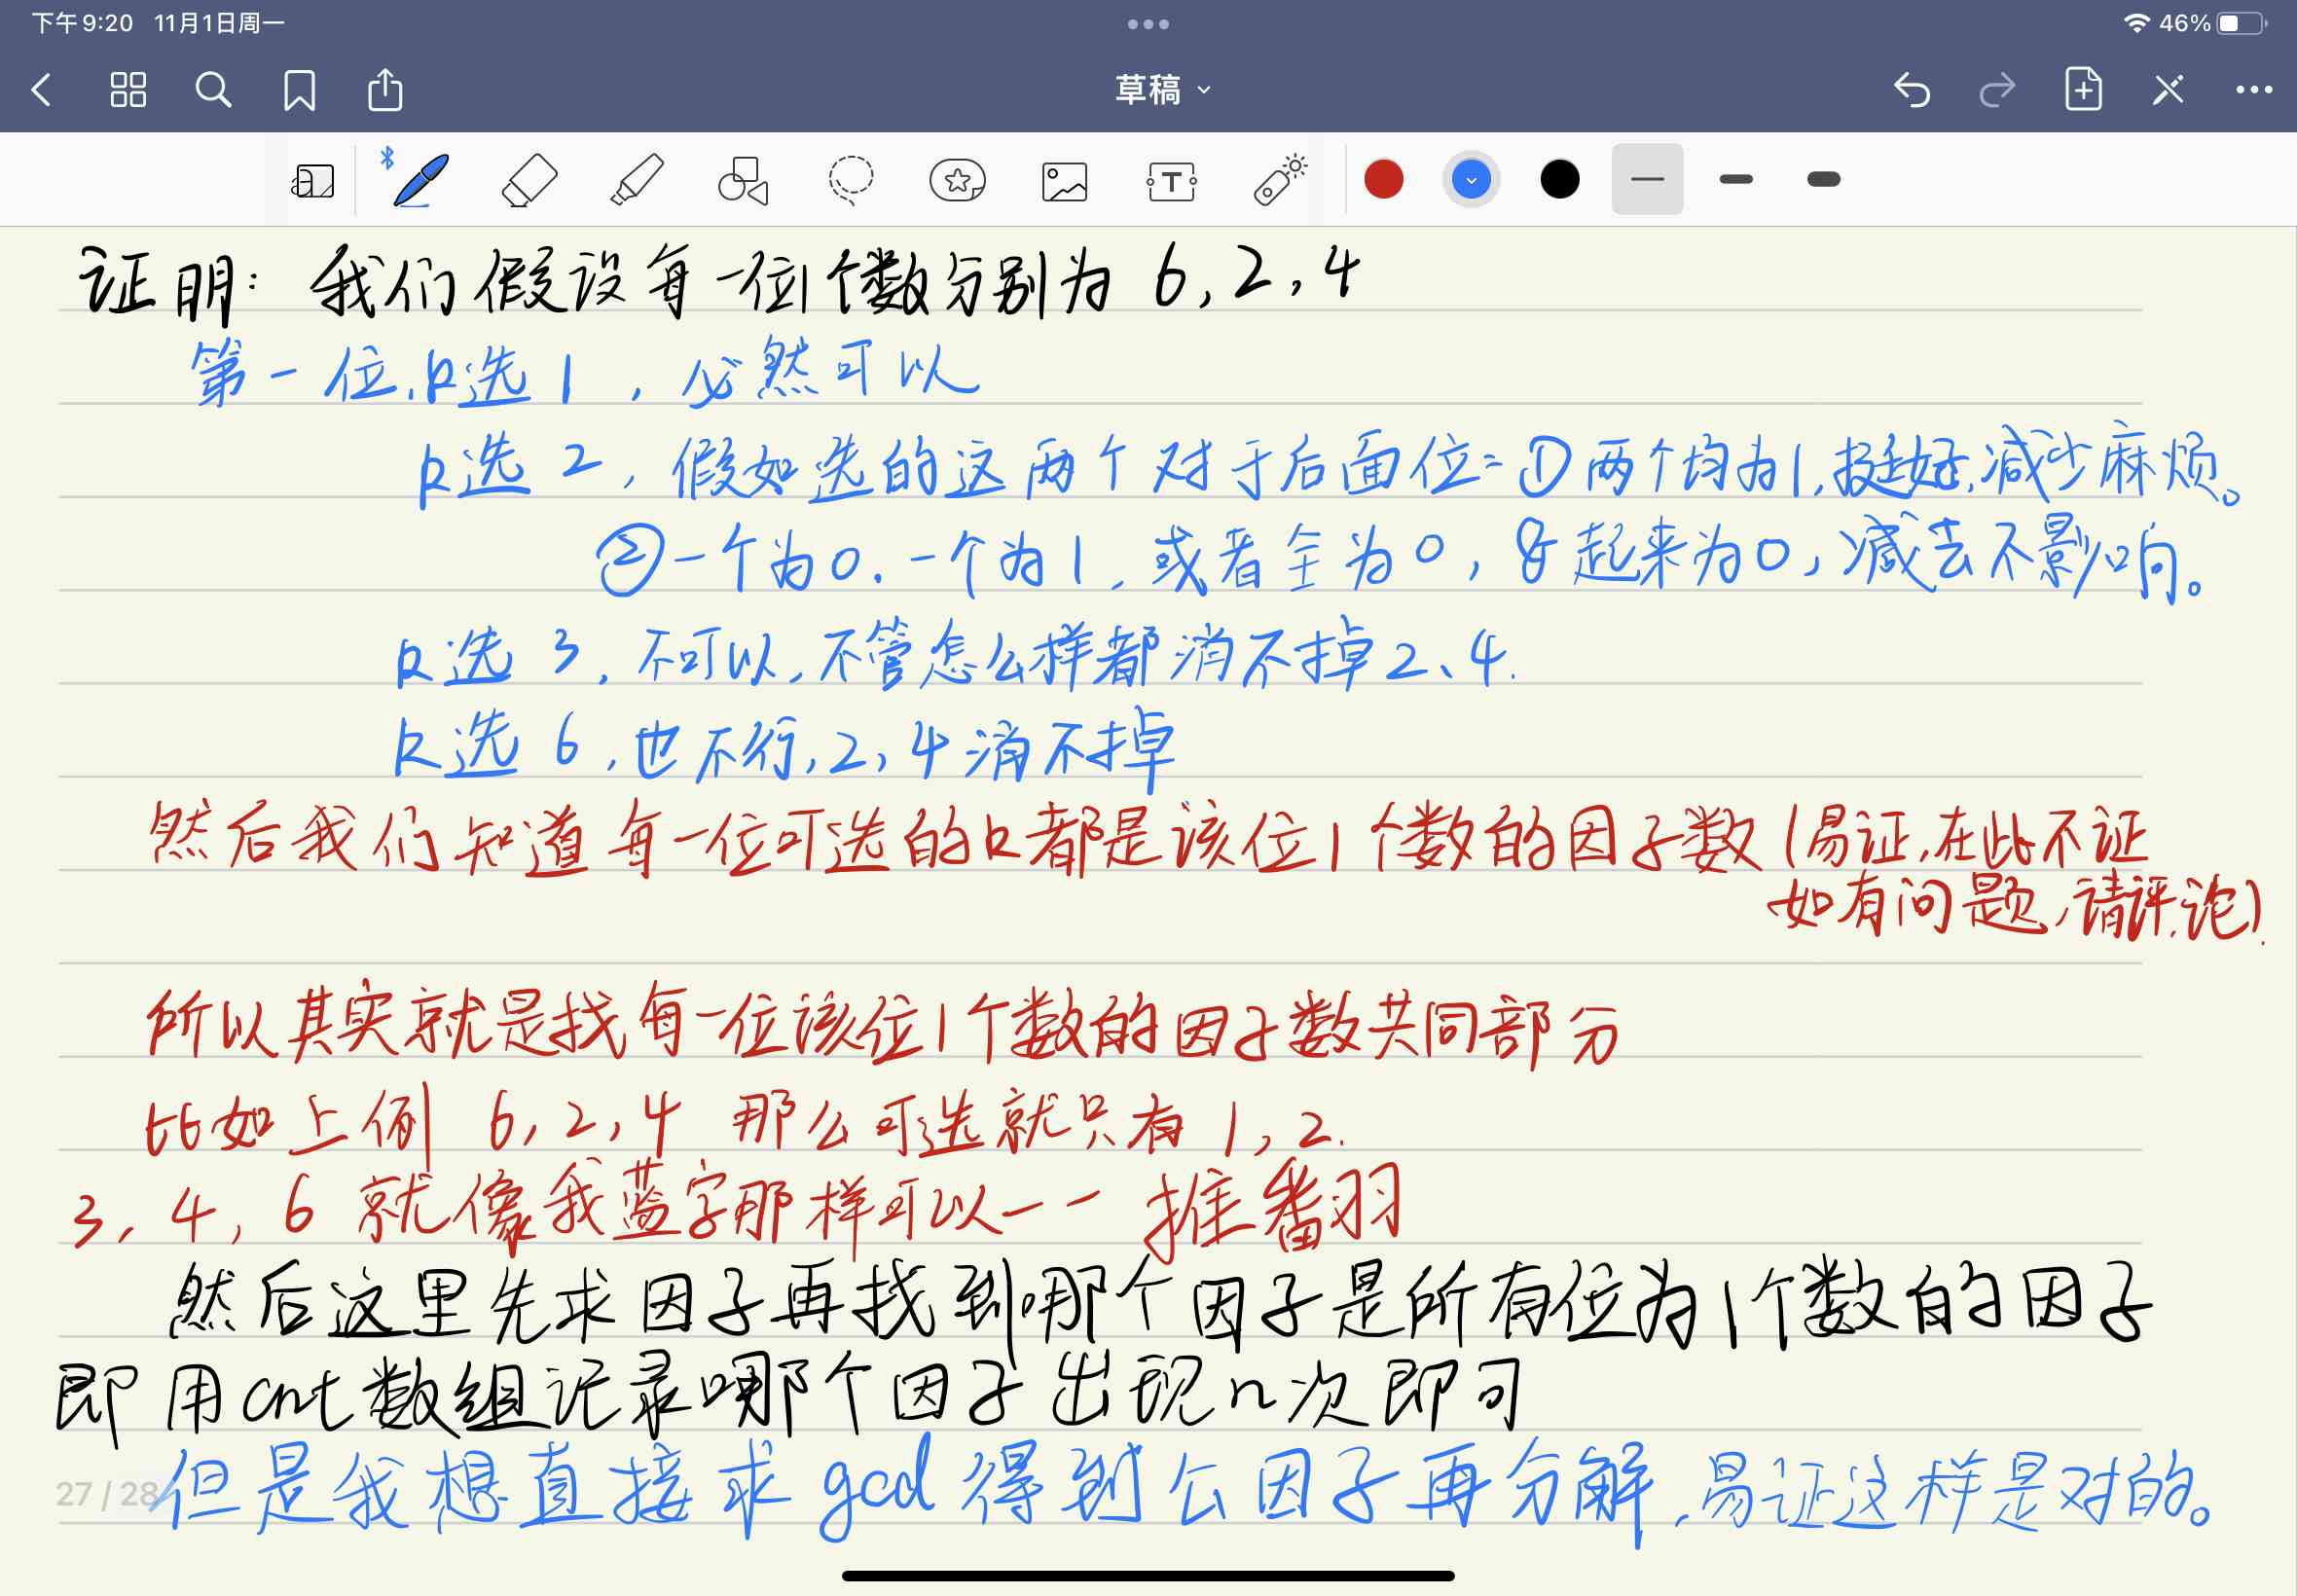 下午9:20 11月1日周一
46%
草稿
证明：我们假设每一位1个数分别为 6,2,4
第一位,k选 1 ,必然可以
k选 2 , 假如选的这两个对于后面位:①两个均为1,挺好,减少麻烦。
②一个为0.一个为1,或者全为0,&起来为0,减去不影响。
k选 3,不可以,不管怎么样都消不掉2、4.
k选 6 ,也不行,2,4消不掉
然后我们知道每一位可选的k都是该位1个数的因子数(易证,在此不证
如有问题,请评论)
所以其实就是找每一位该位1个数的因子数共同部分
比如上例 6,2,4 那么可选就只有1,2.
3,4,6就像我蓝字那样可以一一推翻
然后这里先求因子再找到哪个因子是所有位为1个数的因子
即用cnt数组记录哪个因子出现n次即可
但是我想直接求gcd得到公因子再分解,易证这样是对的。
27 / 28